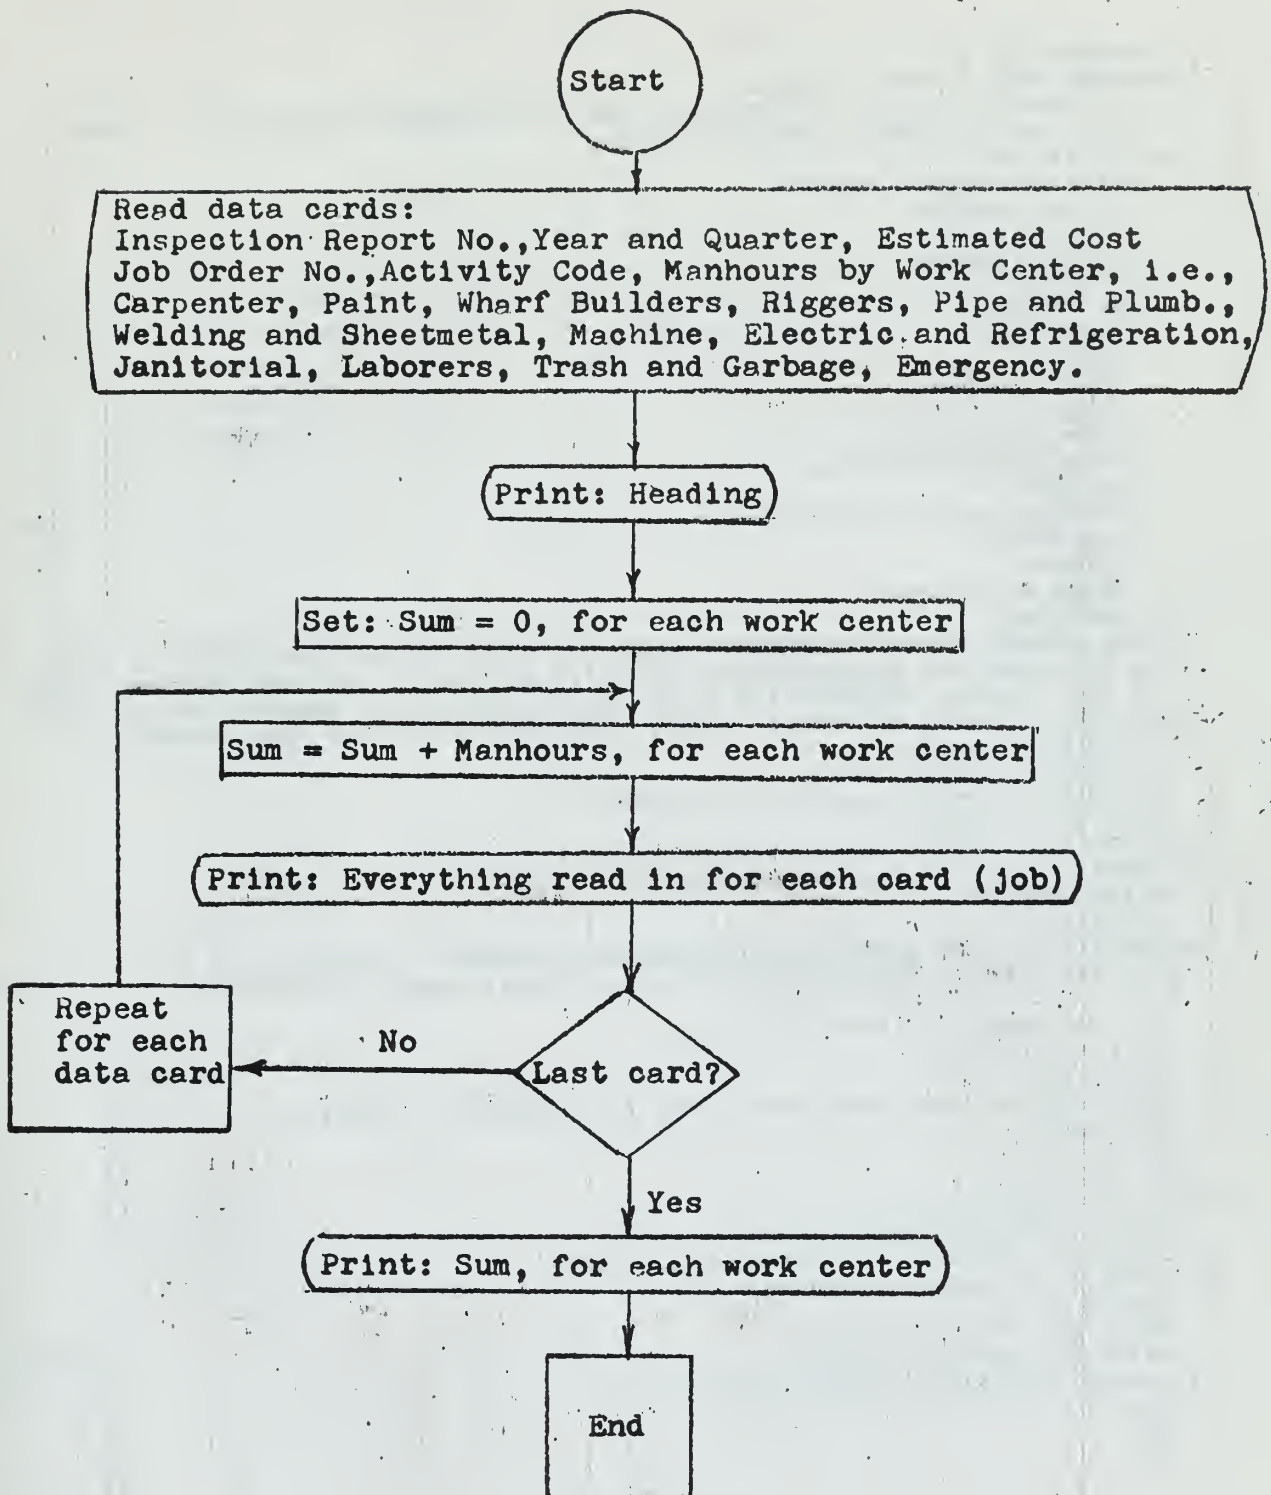 Start
Read data cards:
Inspection Report No.,Year and Quarter, Estimated Cost
Job Order No.,Activity Code, Manhours by Work Center, i.e.,
Carpenter, Paint, Wharf Builders, Riggers, Pipe and Plumb.,
Welding and Sheetmetal, Machine, Electric and Refrigeration,
Janitorial, Laborers, Trash and Garbage, Emergency.
Print: Heading
Set: Sum = 0, for each work center
Sum = Sum + Manhours, for each work center
Print: Everything read in for each card (job)
Repeat
for each
data card
No
Last card?
Yes
Print: Sum, for each work center
End